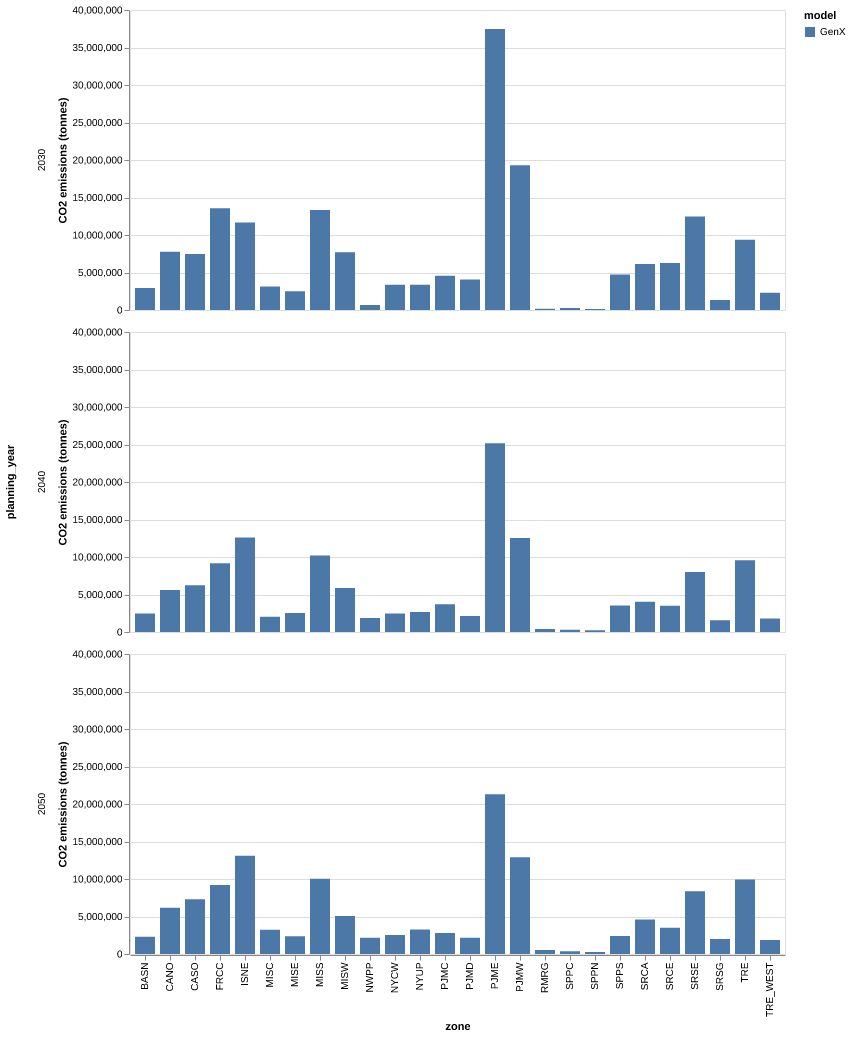 model
GenX
planning_year
2030
CO2 emissions (tonnes)
40,000,000
35,000,000
30,000,000
25,000,000
20,000,000
15,000,000
10,000,000
5,000,000
0
2040
CO2 emissions (tonnes)
40,000,000
35,000,000
30,000,000
25,000,000
20,000,000
15,000,000
10,000,000
5,000,000
0
2050
CO2 emissions (tonnes)
40,000,000
35,000,000
30,000,000
25,000,000
20,000,000
15,000,000
10,000,000
5,000,000
0
BASN
CANO
CASO
FRCC
ISNE
MISC
MISE
MISS
MISW
NWPP
NYCW
NYUP
PJMC
PJMD
PJME
PJMW
RMRG
SPPC
SPPN
SPPS
SRCA
SRCE
SRSE
SRSG
TRE
TRE_WEST
zone